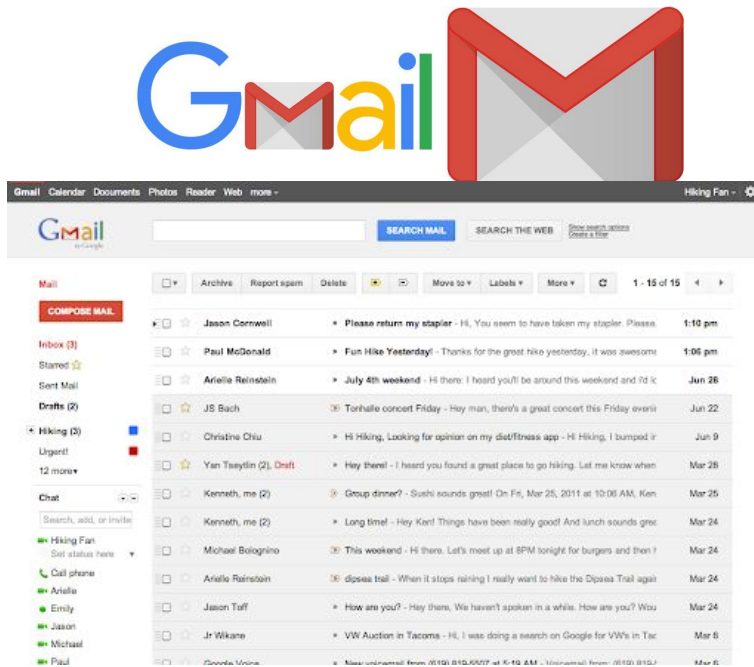 Gmail
Gmail Calendar Documents Photos Reader Web more
Hiking Fan
Gmail
by Google
SEARCH MAIL
SEARCH THE WEB
Show search options
Create a filter
Mail
Archive Report spam Delete Move to Labels More 1 - 15 of 15
COMPOSE MAIL
Inbox (3)
Starred
Sent Mail
Drafts (2)
Hiking (3)
Urgent!
12 more
Chat
Search, add, or invite
Hiking Fan
Set status here
Call phone
Arielle
Emily
Jason
Michael
Paul
Jason Cornwell Please return my stapler - Hi, You seem to have taken my stapler. Please. 1:10 pm
Paul McDonald Fun Hike Yesterday! - Thanks for the great hike yesterday, it was awesome 1:06 pm
Arielle Reinstein July 4th weekend - Hi there: I heard you'll be around this weekend and I'd Jun 26
JS Bach Tonhalle concert Friday - Hey man, there's a great concert this Friday Jun 22
Christine Chiu Hi Hiking, Looking for opinion on my diet/fitness app - Hi Hiking, I bumped Jun 9
Yan Tseytlin (2), Draft Hey there! - I heard you found a great place to go hiking. Let me know when Mar 28
Kenneth, me (2) Group dinner? - Sushi sounds great! On Fri, Mar 25, 2011 at 10:06 AM, Ken Mar 25
Kenneth, me (2) Long time! - Hey Ken! Things have been really good! And lunch sounds Mar 24
Michael Bolognino This weekend - Hi there. Let's meet up at 8PM tonight for burgers and then Mar 24
Arielle Reinstein dipsea trail - When it stops raining I really want to hike the Dipsea Trail Mar 24
Jason Toff How are you? - Hey there, We haven't spoken in a while. How are you? Mar 24
Jr Wikane VW Auction in Tacoma - Hi, I was doing a search on Google for VW's in Mar 6
Google Voice New voicemail from (619) 819-5507 at 5:19 AM - Voicemail from: Mar 6